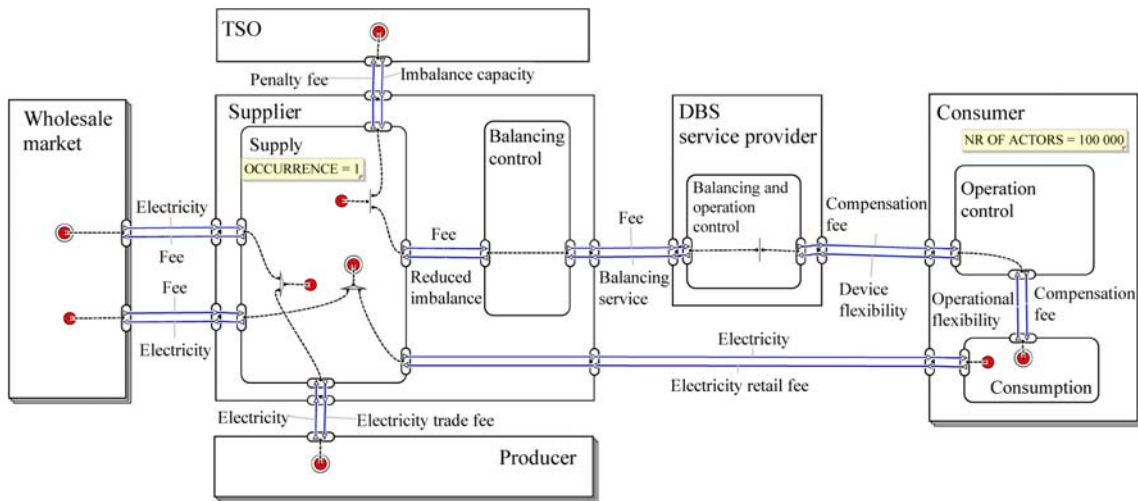 TSO
Penalty fee
Imbalance capacity
Wholesale
market
Supplier
Supply
OCCURRENCE = 1
Balancing
control
DBS
service provider
Balancing and
operation
control
Consumer
NR OF ACTORS = 100 000
Operation
control
Electricity
Fee
Fee
Electricity
Fee
Reduced
imbalance
Fee
Balancing
service
Compensation
fee
Device
flexibility
Operational
flexibility
Compensation
fee
Electricity
Electricity retail fee
Consumption
Electricity
Electricity trade fee
Producer